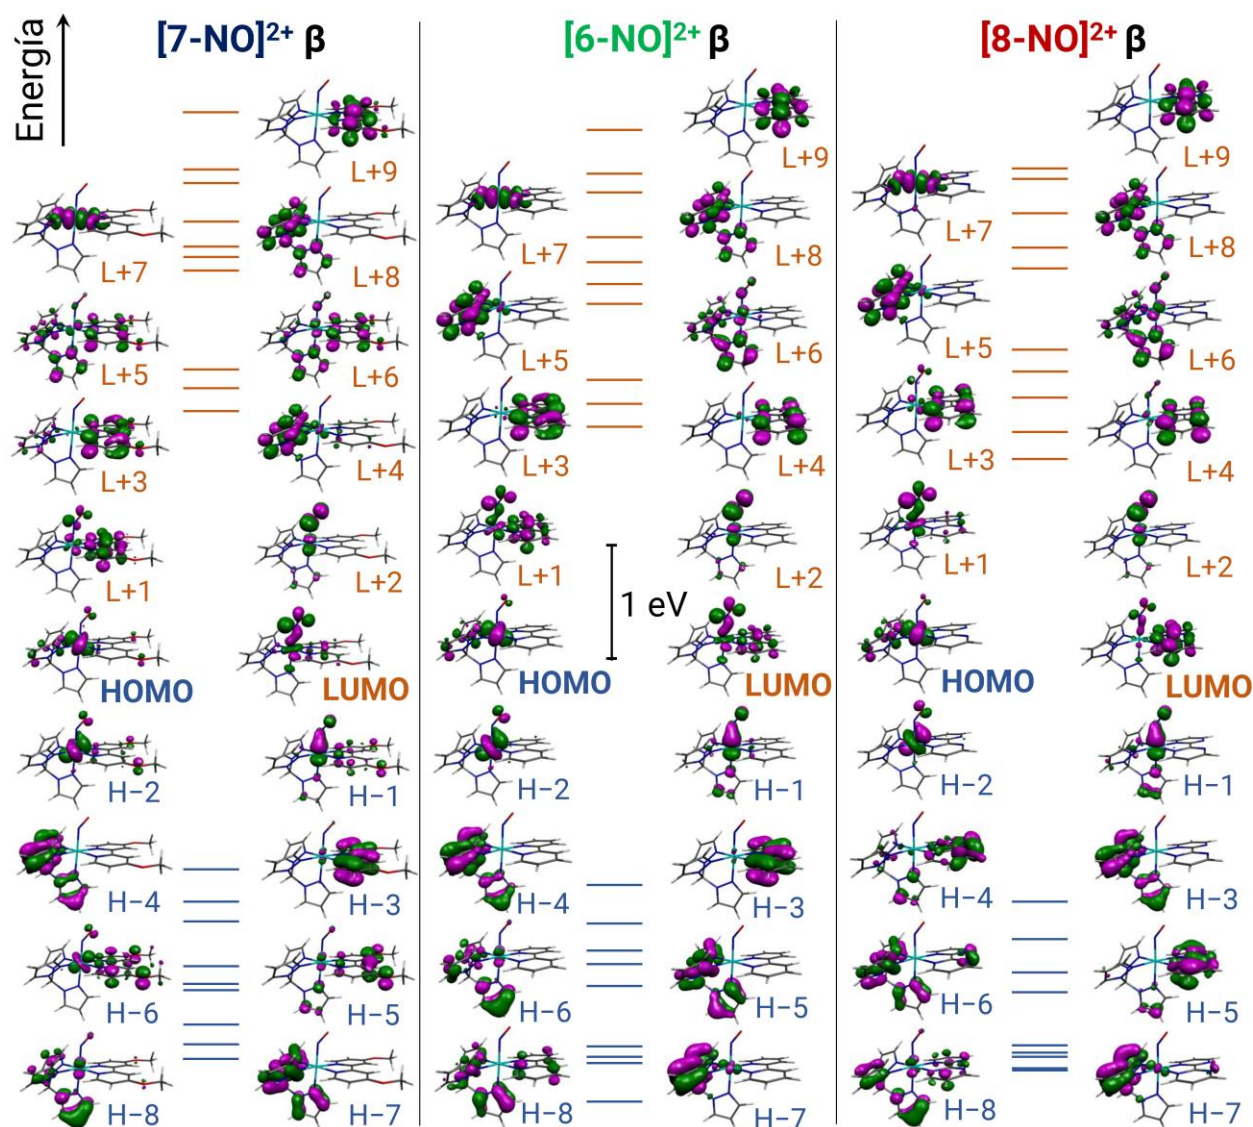 Energía
[7-NO]²⁺ β
L+9
L+7
L+8
L+5
L+6
L+3
L+4
L+1
L+2
HOMO
LUMO
H−2
H−1
H−4
H−3
H−6
H−5
H−8
H−7
[6-NO]²⁺ β
L+9
L+7
L+8
L+5
L+6
L+3
L+4
L+1
L+2
1 eV
HOMO
LUMO
H−2
H−1
H−4
H−3
H−6
H−5
H−8
H−7
[8-NO]²⁺ β
L+9
L+7
L+8
L+5
L+6
L+3
L+4
L+1
L+2
HOMO
LUMO
H−2
H−1
H−4
H−3
H−6
H−5
H−8
H−7